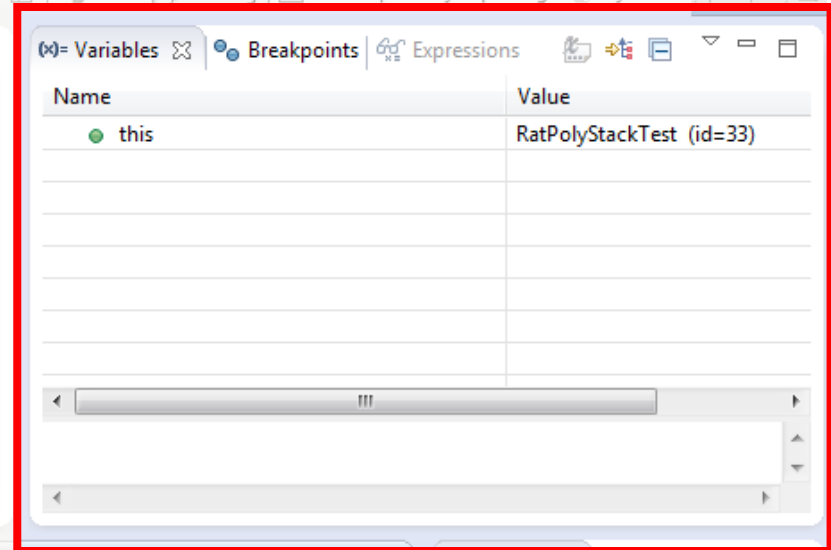 (x)= Variables Breakpoints Expressions
Name Value
this RatPolyStackTest (id=33)